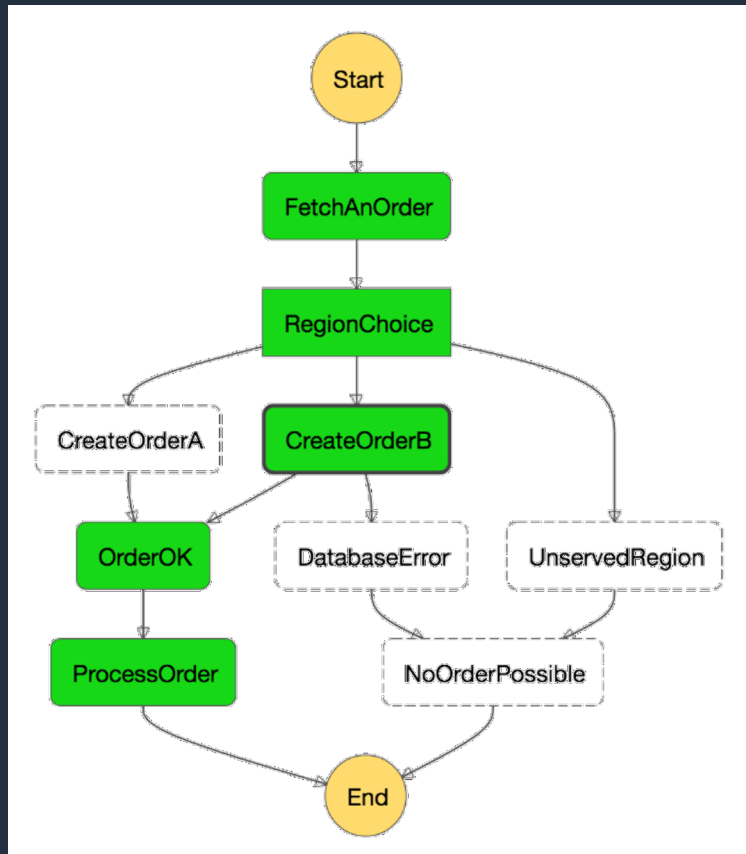 Start
FetchAnOrder
RegionChoice
CreateOrderA
CreateOrderB
OrderOK
DatabaseError
UnservedRegion
ProcessOrder
NoOrderPossible
End